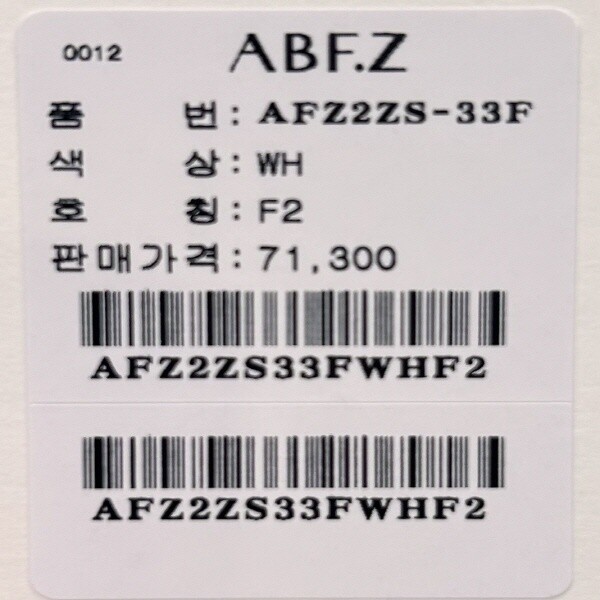 0012 ABF.Z
품 번 : AFZ2ZS-33F
색 상 : WH
호 칭 : F2
판매가격 : 71,300
AFZ2ZS33FWHF2
AFZ2ZS33FWHF2